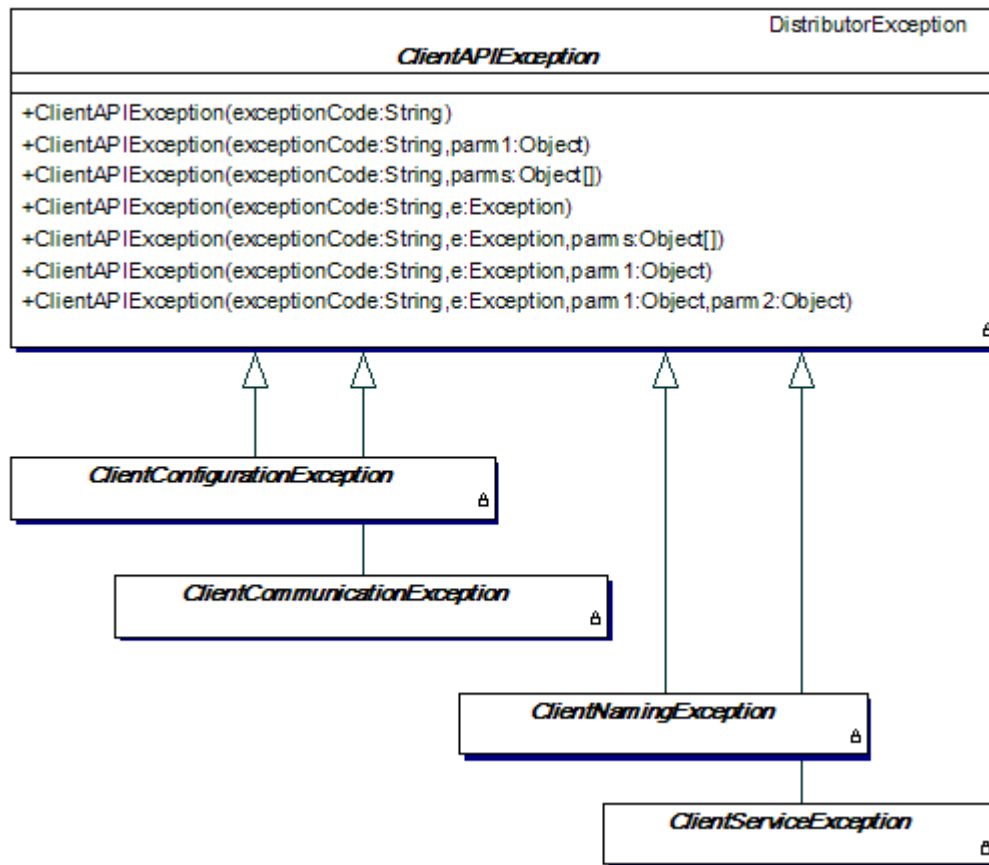 DistributorException
ClientAPIException
+ClientAPIException(exceptionCode:String)
+ClientAPIException(exceptionCode:String,parm1:Object)
+ClientAPIException(exceptionCode:String,parms:Object[])
+ClientAPIException(exceptionCode:String,e:Exception)
+ClientAPIException(exceptionCode:String,e:Exception,parms:Object[])
+ClientAPIException(exceptionCode:String,e:Exception,parm1:Object)
+ClientAPIException(exceptionCode:String,e:Exception,parm1:Object,parm2:Object)
ClientConfigurationException
ClientCommunicationException
ClientNamingException
ClientServiceException